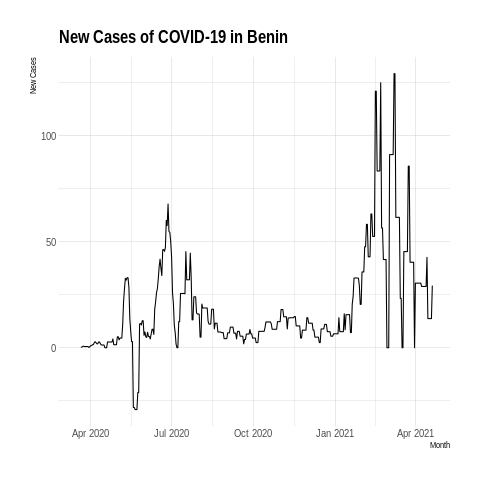 New Cases of COVID-19 in Benin
New Cases
100
50
0
Apr 2020
Jul 2020
Oct 2020
Jan 2021
Apr 2021
Month